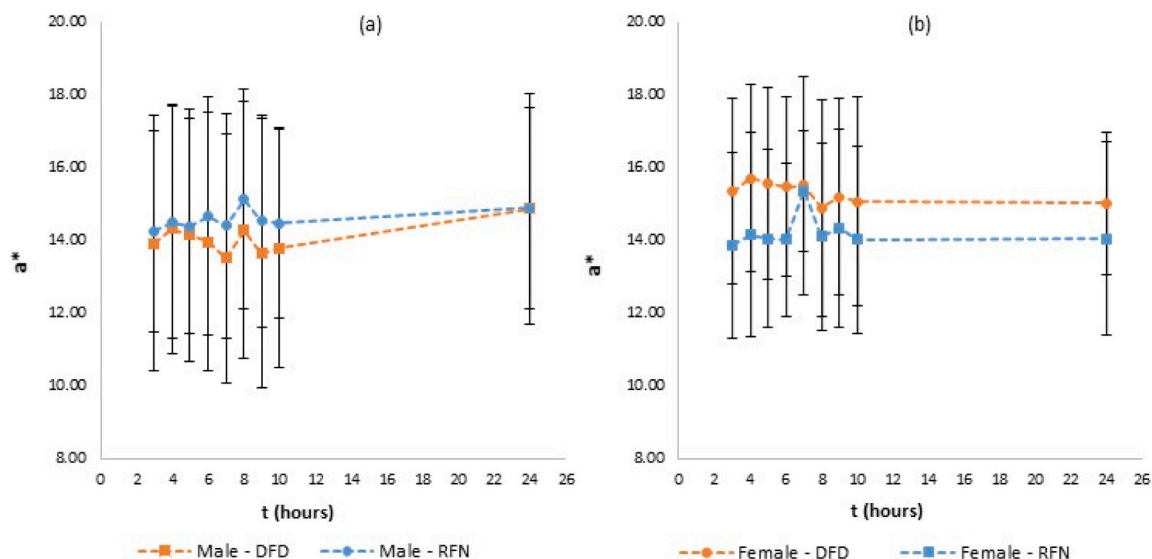 (a)
20.00
18.00
16.00
14.00
12.00
10.00
8.00
a*
0 2 4 6 8 10 12 14 16 18 20 22 24 26
t (hours)
Male - DFD Male - RFN
(b)
20.00
18.00
16.00
14.00
12.00
10.00
8.00
a*
0 2 4 6 8 10 12 14 16 18 20 22 24 26
t (hours)
Female - DFD Female - RFN